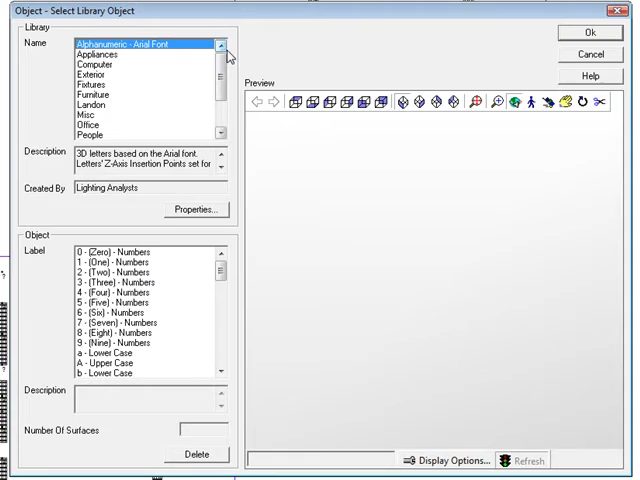 Object - Select Library Object
Library
Name
Alphanumeric - Arial Font
Appliances
Computer
Exterior
Fixtures
Furniture
Landon
Misc
Office
People
Description
3D letters based on the Arial font.
Letters' Z-Axis Insertion Points set for
Created By
Lighting Analysts
Properties...
Object
Label
0 - (Zero) - Numbers
1 - (One) - Numbers
2 - (Two) - Numbers
3 - (Three) - Numbers
4 - (Four) - Numbers
5 - (Five) - Numbers
6 - (Six) - Numbers
7 - (Seven) - Numbers
8 - (Eight) - Numbers
9 - (Nine) - Numbers
a - Lower Case
A - Upper Case
b - Lower Case
Description
Number Of Surfaces
Delete
Ok
Cancel
Help
Preview
Display Options...
Refresh